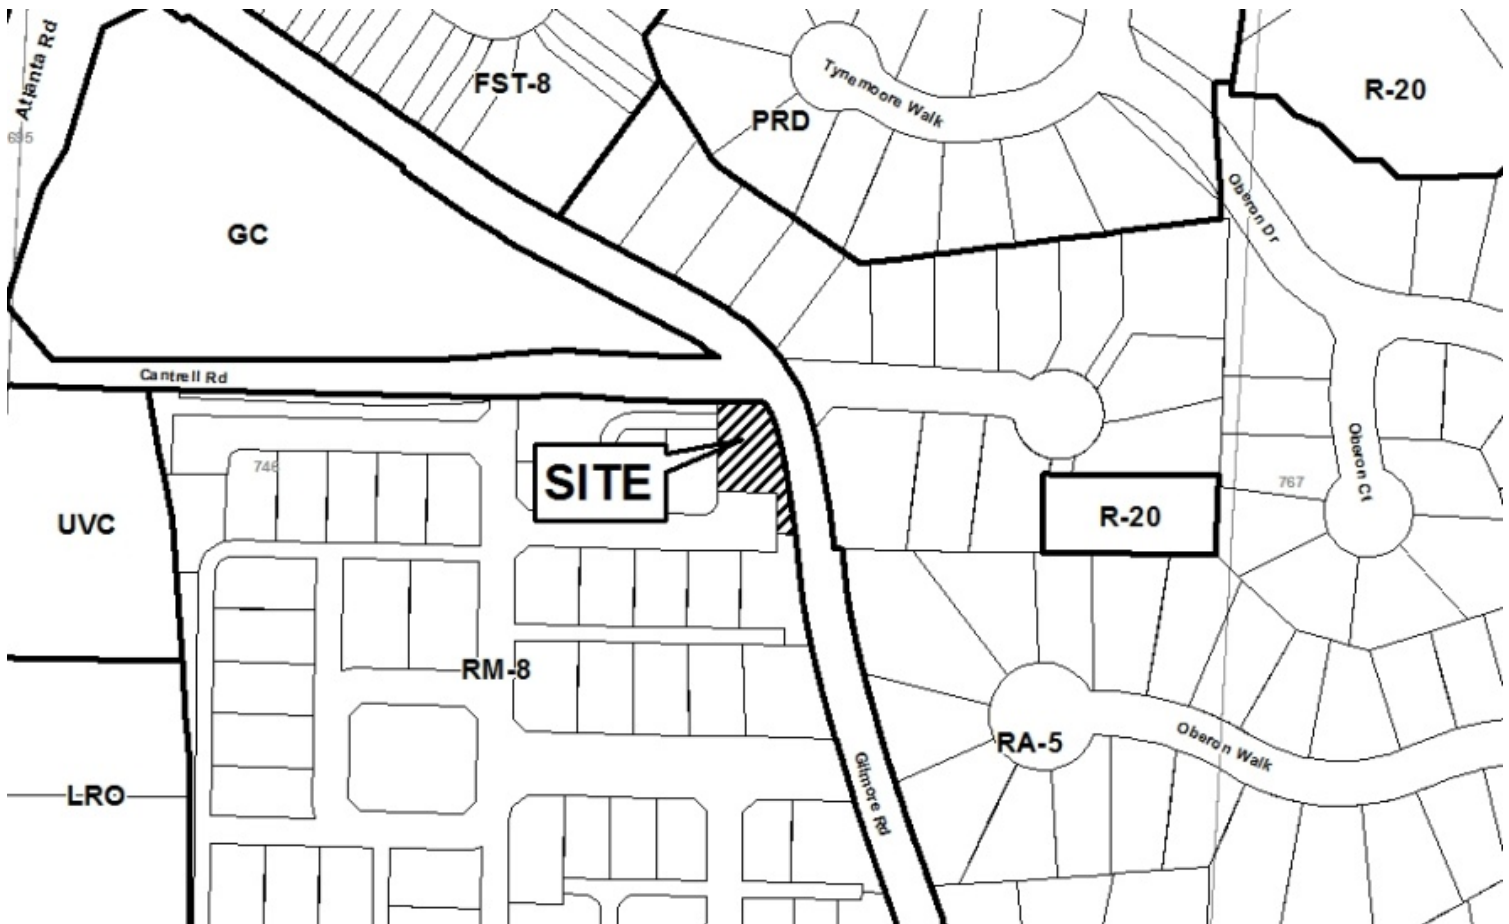 Atlanta Rd
695
FST-8
PRD
Tynemoore Walk
R-20
GC
Oberon Dr
Cantrell Rd
746
SITE
UVC
R-20
767
Oberon Ct
RM-8
RA-5
Oberon Walk
LRO
Gilmore Rd